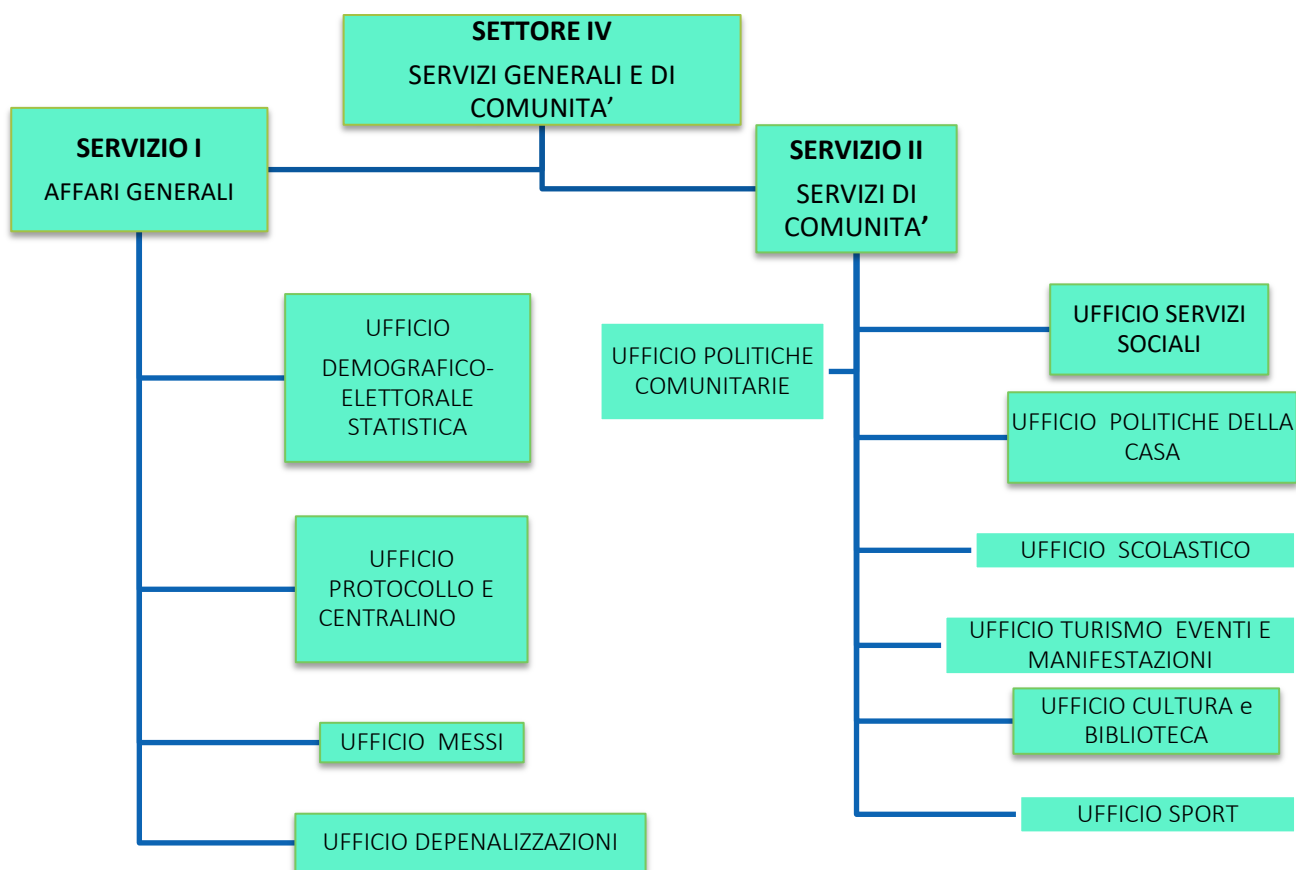 SETTORE IV
SERVIZI GENERALI E DI
COMUNITA’
SERVIZIO I
AFFARI GENERALI
SERVIZIO II
SERVIZI DI
COMUNITA’
UFFICIO
DEMOGRAFICO-
ELETTORALE
STATISTICA
UFFICIO
PROTOCOLLO E
CENTRALINO
UFFICIO MESSI
UFFICIO DEPENALIZZAZIONI
UFFICIO POLITICHE
COMUNITARIE
UFFICIO SERVIZI
SOCIALI
UFFICIO POLITICHE DELLA
CASA
UFFICIO SCOLASTICO
UFFICIO TURISMO EVENTI E
MANIFESTAZIONI
UFFICIO CULTURA e
BIBLIOTECA
UFFICIO SPORT